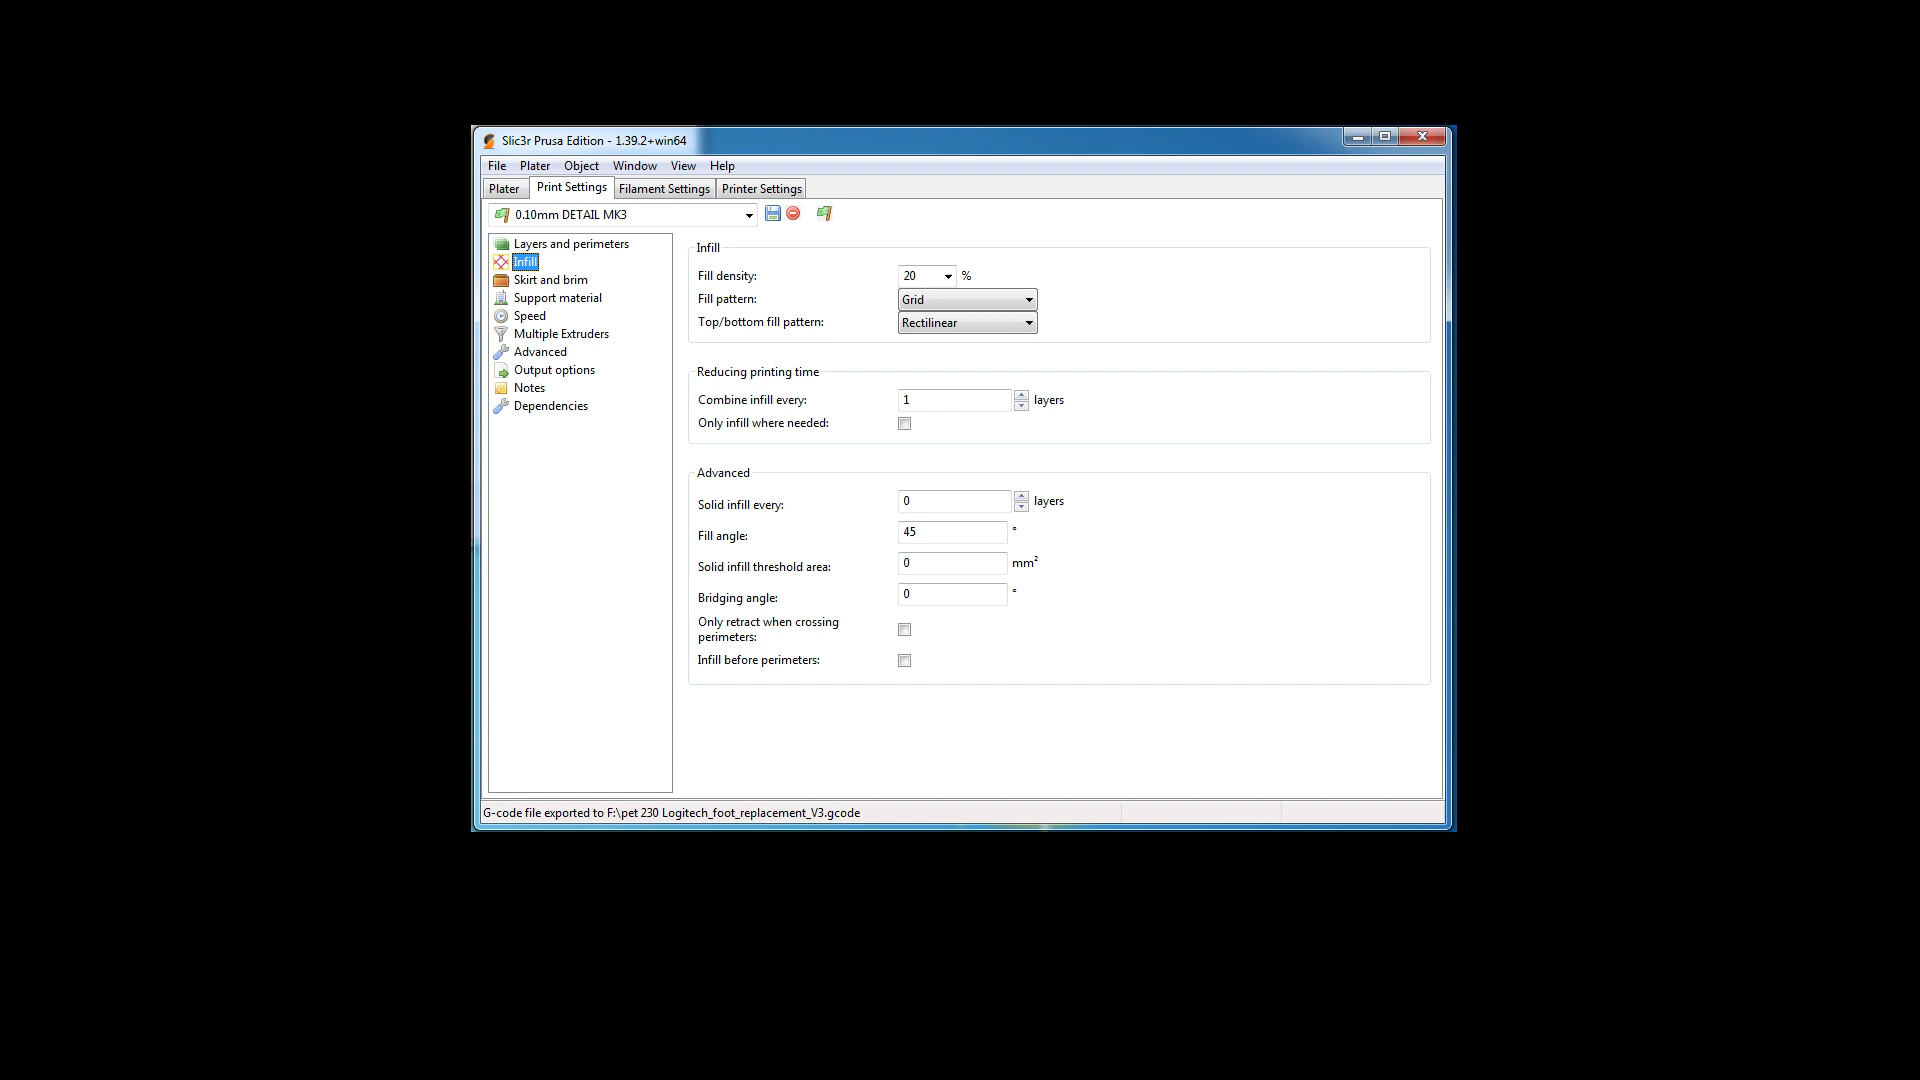 Slic3r Prusa Edition - 1.39.2+win64
File Plater Object Window View Help
Plater Print Settings Filament Settings Printer Settings
0.10mm DETAIL MK3
Layers and perimeters
Infill
Skirt and brim
Support material
Speed
Multiple Extruders
Advanced
Output options
Notes
Dependencies
Infill
Fill density: 20 %
Fill pattern: Grid
Top/bottom fill pattern: Rectilinear
Reducing printing time
Combine infill every: 1 layers
Only infill where needed:
Advanced
Solid infill every: 0 layers
Fill angle: 45 °
Solid infill threshold area: 0 mm²
Bridging angle: 0 °
Only retract when crossing
perimeters:
Infill before perimeters:
G-code file exported to F:\pet 230 Logitech_foot_replacement_V3.gcode